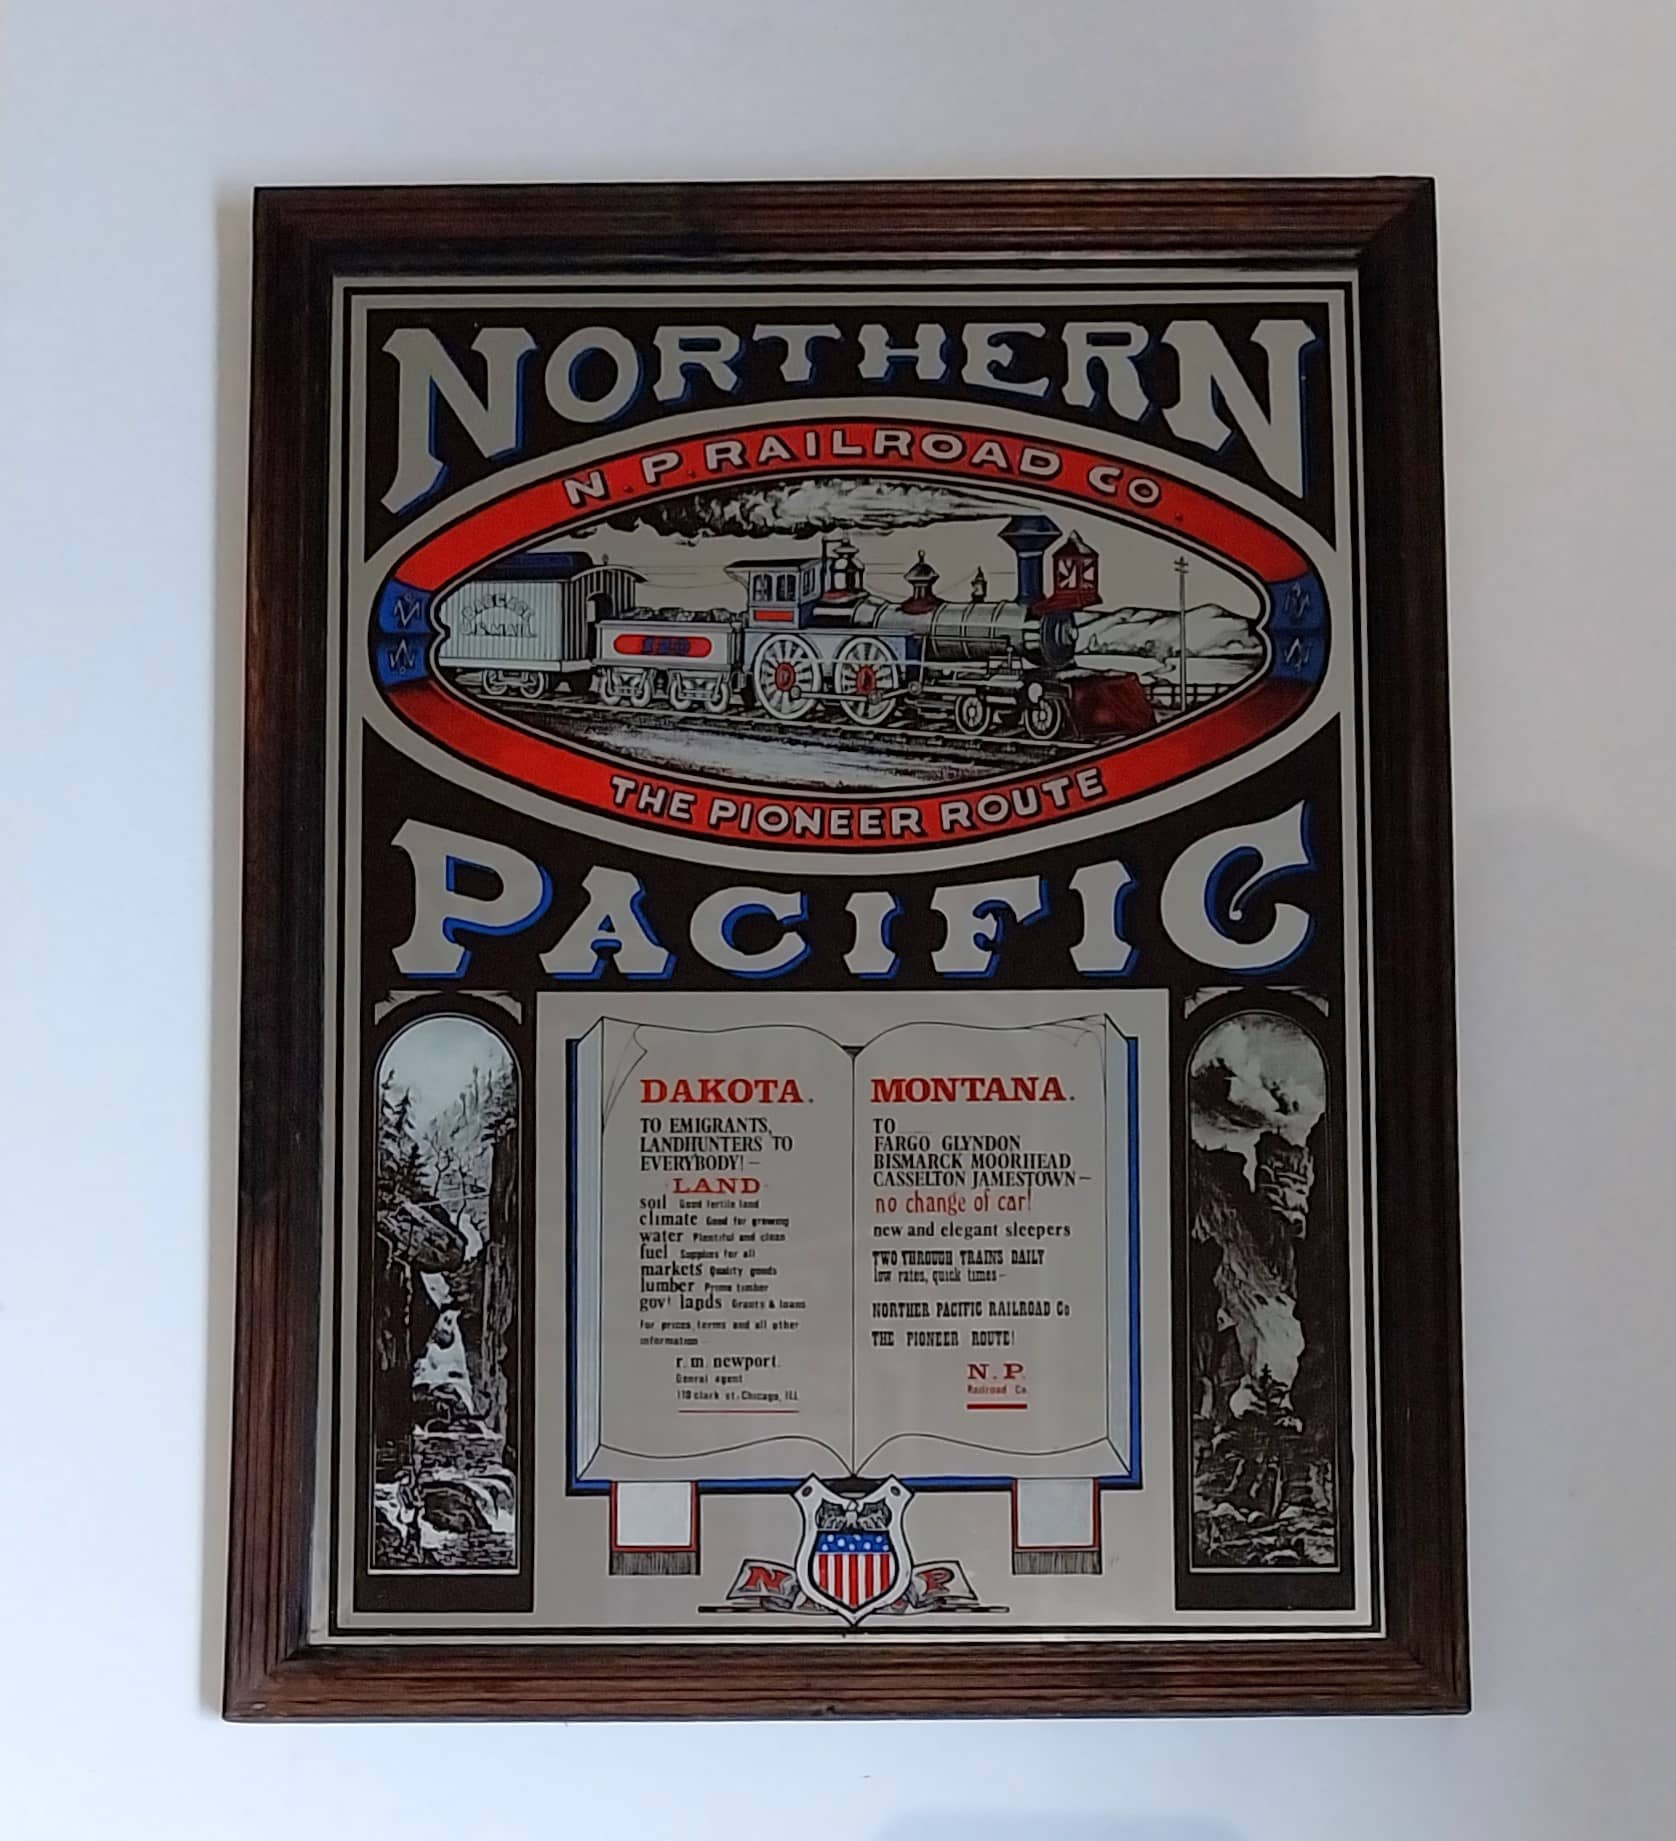 NORTHERN
N. P. RAILROAD CO.
BAGGAGE
THE PIONEER ROUTE
PACIFIC
DAKOTA.
TO EMIGRANTS,
LANDHUNTERS TO
EVERYBODY! —
LAND
soil Good fertile land
climate Good for growing
water Plentiful and clean
fuel Supplies for all
markets Quality goods
lumber Prime timber
gov't lands Grants & loans
For prices, terms and all other
information —
r. m. newport.
Genral agent
110 clark st; Chicago, ILL
MONTANA.
TO
FARGO GLYNDON
BISMARCK MOORHEAD
CASSELTON JAMESTOWN —
no change of car!
new and elegant sleepers
TWO THROUGH TRAINS DAILY
low rates, quick times —
NORTHER PACIFIC RAILROAD Co
THE PIONEER ROUTE!
N. P.
Railroad Co
N P